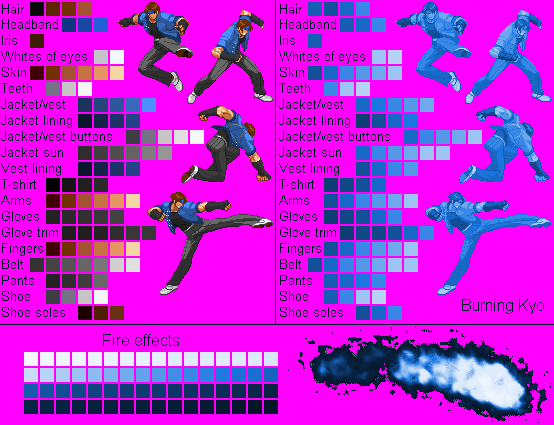 Hair
Headband
Iris
Whites of eyes
Skin
Teeth
Jacket/vest
Jacket lining
Jacket/vest buttons
Jacket sun
Vest lining
T-shirt
Arms
Gloves
Glove trim
Fingers
Belt
Pants
Shoe
Shoe soles
Hair
Headband
Iris
Whites of eyes
Skin
Teeth
Jacket/vest
Jacket lining
Jacket/vest buttons
Jacket sun
Vest lining
T-shirt
Arms
Gloves
Glove trim
Fingers
Belt
Pants
Shoe
Shoe soles
Burning Kyo
Fire effects